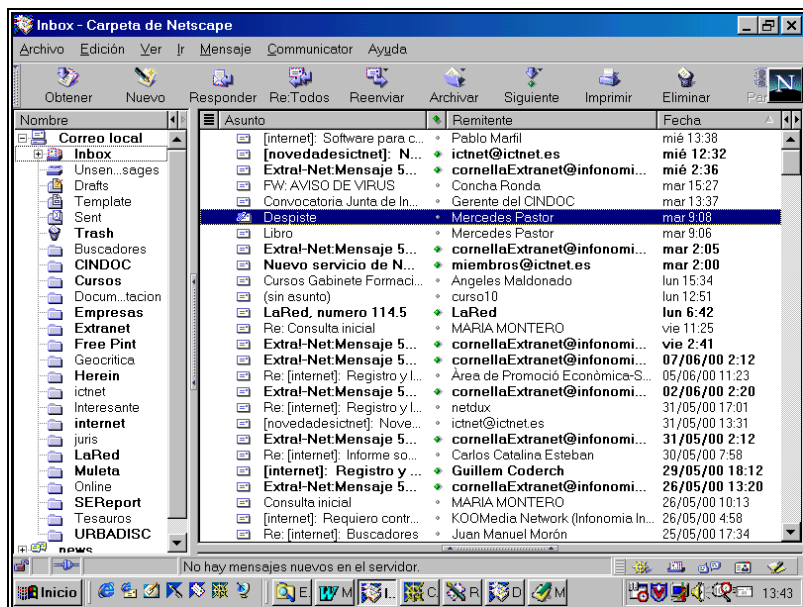 Inbox - Carpeta de Netscape
Archivo Edición Ver Ir Mensaje Communicator Ayuda
Obtener Nuevo Responder Re:Todos Reenviar Archivar Siguiente Imprimir Eliminar Par
Nombre Asunto Remitente Fecha
Correo local [internet]: Software para c... Pablo Marfil mié 13:38
Inbox [novedadesictnet]: N... ictnet@ictnet.es mié 12:32
Unsen...sages Extra!-Net:Mensaje 5... cornellaExtranet@infonomi... mié 2:36
Drafts FW: AVISO DE VIRUS Concha Ronda mar 15:27
Template Convocatoria Junta de In... Gerente del CINDOC mar 13:37
Sent Despiste Mercedes Pastor mar 9:08
Trash Libro Mercedes Pastor mar 9:06
Buscadores Extra!-Net:Mensaje 5... cornellaExtranet@infonomi... mar 2:05
CINDOC Nuevo servicio de N... miembros@ictnet.es mar 2:00
Cursos Cursos Gabinete Formaci... Angeles Maldonado lun 15:34
Docum...tacion (sin asunto) curso10 lun 12:51
Empresas LaRed, numero 114.5 LaRed lun 6:42
Extranet Re: Consulta inicial MARIA MONTERO vie 11:25
Free Pint Extra!-Net:Mensaje 5... cornellaExtranet@infonomi... vie 2:41
Geocritica Extra!-Net:Mensaje 5... cornellaExtranet@infonomi... 07/06/00 2:12
Herein Re: [internet]: Registro y l... Àrea de Promoció Econòmica-S... 05/06/00 11:23
ictnet Extra!-Net:Mensaje 5... cornellaExtranet@infonomi... 02/06/00 2:20
Interesante Re: [internet]: Registro y l... netdux 31/05/00 17:01
internet [novedadesictnet]: Nove... ictnet@ictnet.es 31/05/00 13:31
juris Extra!-Net:Mensaje 5... cornellaExtranet@infonomi... 31/05/00 2:12
LaRed Re: [internet]: Informe so... Carlos Catalina Esteban 30/05/00 7:58
Muleta [internet]: Registro y ... Guillem Coderch 29/05/00 18:12
Online Extra!-Net:Mensaje 5... cornellaExtranet@infonomi... 26/05/00 13:20
SEReport Consulta inicial MARIA MONTERO 26/05/00 10:13
Tesauros [internet]: Requiero contr... KOOMedia Network (Infonomia In... 26/05/00 4:58
URBADISC Re: [internet]: Buscadores Juan Manuel Morón 25/05/00 17:34
news
No hay mensajes nuevos en el servidor.
Inicio E. M I.. C. R D M 13:43